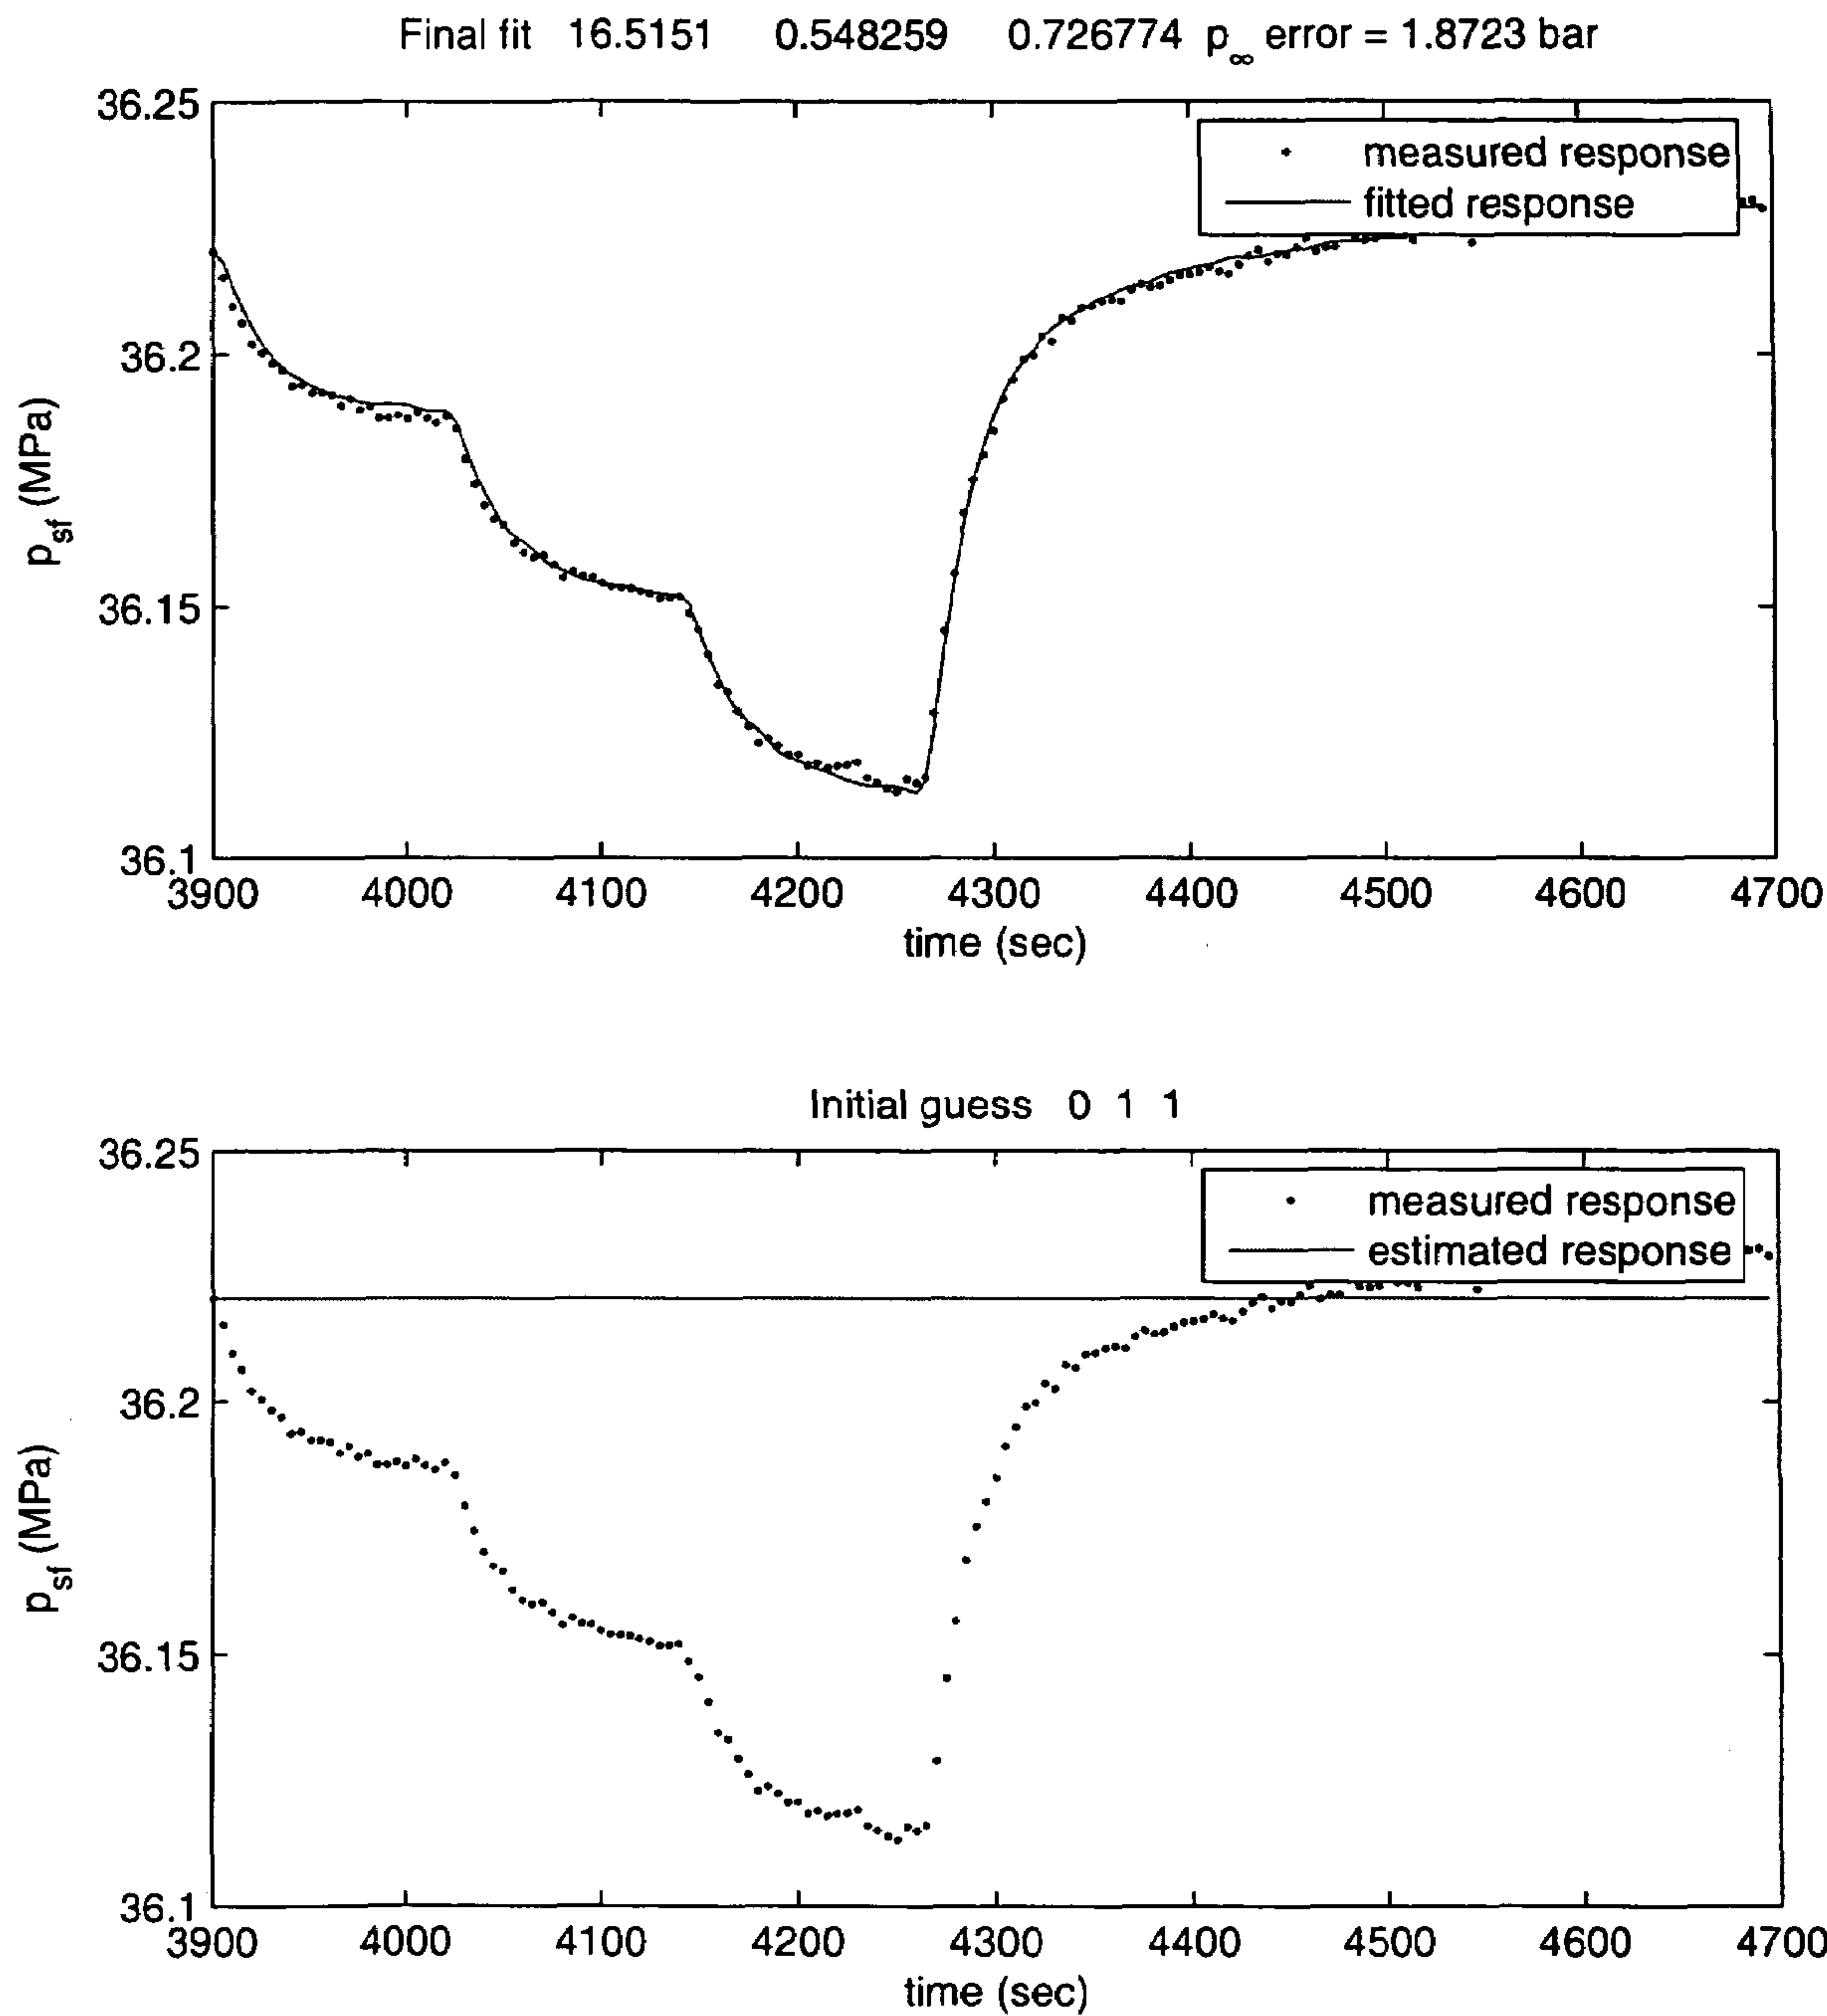 Final fit 16.5151 0.548259 0.726774 p∞ error = 1.8723 bar
36.25
measured response
fitted response
36.2
psf (MPa)
36.15
36.1
3900 4000 4100 4200 4300 4400 4500 4600 4700
time (sec)
Initial guess 0 1 1
36.25
measured response
estimated response
36.2
psf (MPa)
36.15
36.1
3900 4000 4100 4200 4300 4400 4500 4600 4700
time (sec)